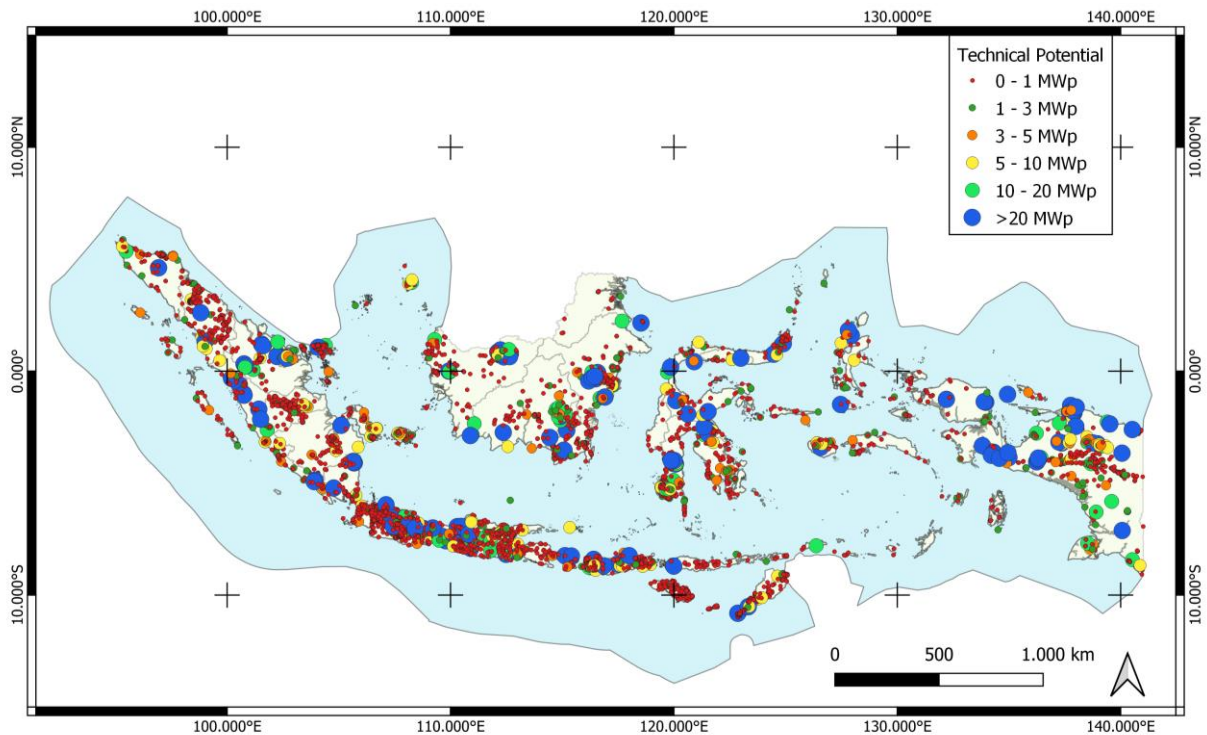 100.000°E 110.000°E 120.000°E 130.000°E 140.000°E
Technical Potential
0 - 1 MWp
1 - 3 MWp
3 - 5 MWp
5 - 10 MWp
10 - 20 MWp
>20 MWp
10.000°N 10.000°N
0.000° 0.000°
10.000°S 10.000°S
0 500 1.000 km
100.000°E 110.000°E 120.000°E 130.000°E 140.000°E